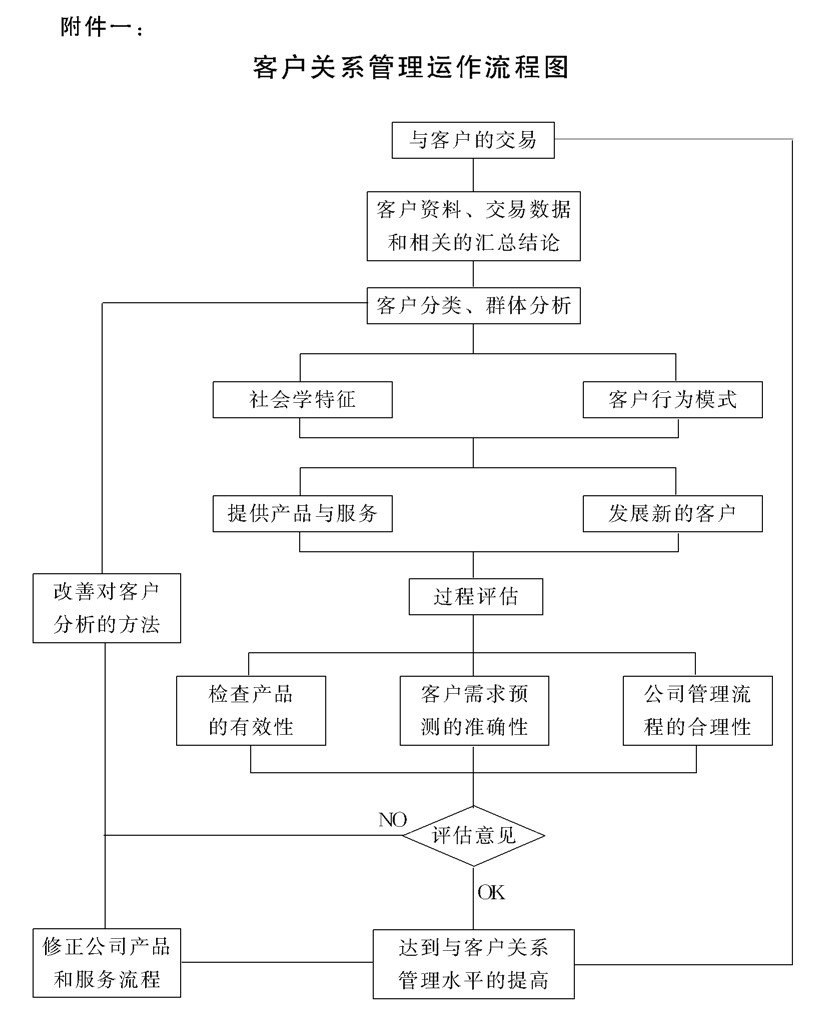 附件一：
客户关系管理运作流程图
与客户的交易
客户资料、交易数据
和相关的汇总结论
客户分类、群体分析
社会学特征
客户行为模式
提供产品与服务
发展新的客户
改善对客户
分析的方法
过程评估
检查产品
的有效性
客户需求预
测的准确性
公司管理流
程的合理性
NO
评估意见
OK
修正公司产品
和服务流程
达到与客户关系
管理水平的提高